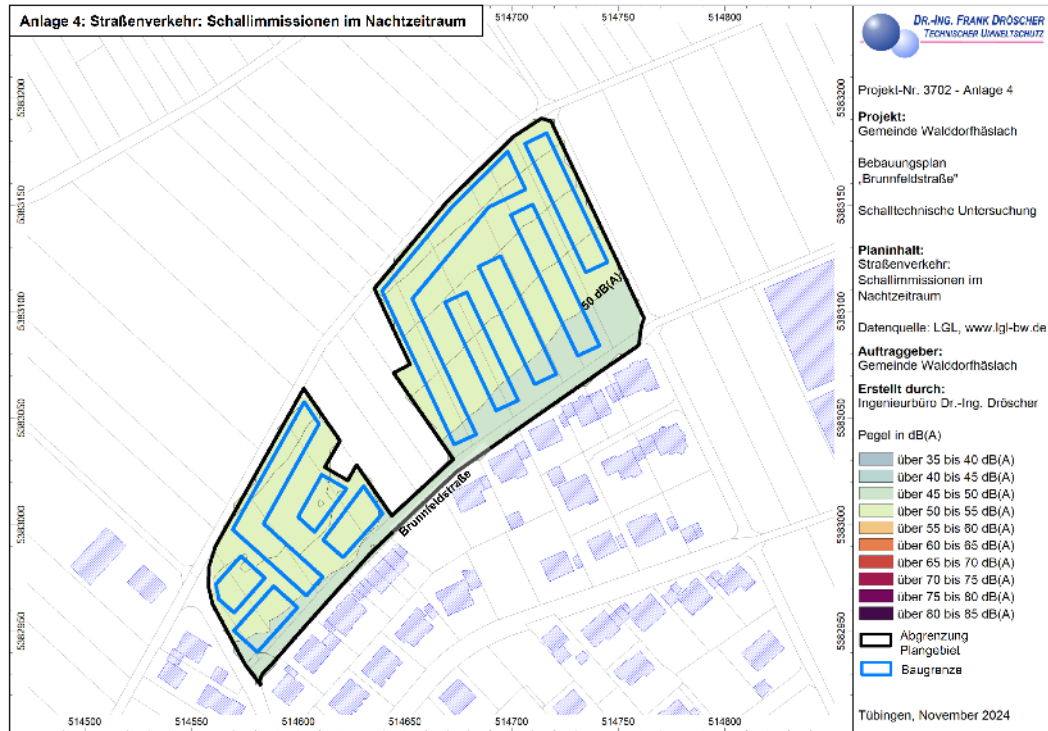 Anlage 4: Straßenverkehr: Schallimmissionen im Nachtzeitraum
514700
514750
514800
5383200
5383200
5383150
5383150
5383100
5383100
5383050
5383050
5383000
5383000
5382950
5382950
50 dB(A)
Brunnfeldstraße
514500
514550
514600
514650
514700
514750
514800
DR.-ING. FRANK DRÖSCHER
TECHNISCHER UMWELTSCHUTZ
Projekt-Nr. 3702 - Anlage 4
Projekt:
Gemeinde Walddorfhäslach
Bebauungsplan
„Brunnfeldstraße"
Schalltechnische Untersuchung
Planinhalt:
Straßenverkehr:
Schallimmissionen im
Nachtzeitraum
Datenquelle: LGL, www.lgl-bw.de
Auftraggeber:
Gemeinde Walddorfhäslach
Erstellt durch:
Ingenieurbüro Dr.-Ing. Dröscher
Pegel in dB(A)
über 35 bis 40 dB(A)
über 40 bis 45 dB(A)
über 45 bis 50 dB(A)
über 50 bis 55 dB(A)
über 55 bis 60 dB(A)
über 60 bis 65 dB(A)
über 65 bis 70 dB(A)
über 70 bis 75 dB(A)
über 75 bis 80 dB(A)
über 80 bis 85 dB(A)
Abgrenzung
Plangebiet
Baugrenze
Tübingen, November 2024